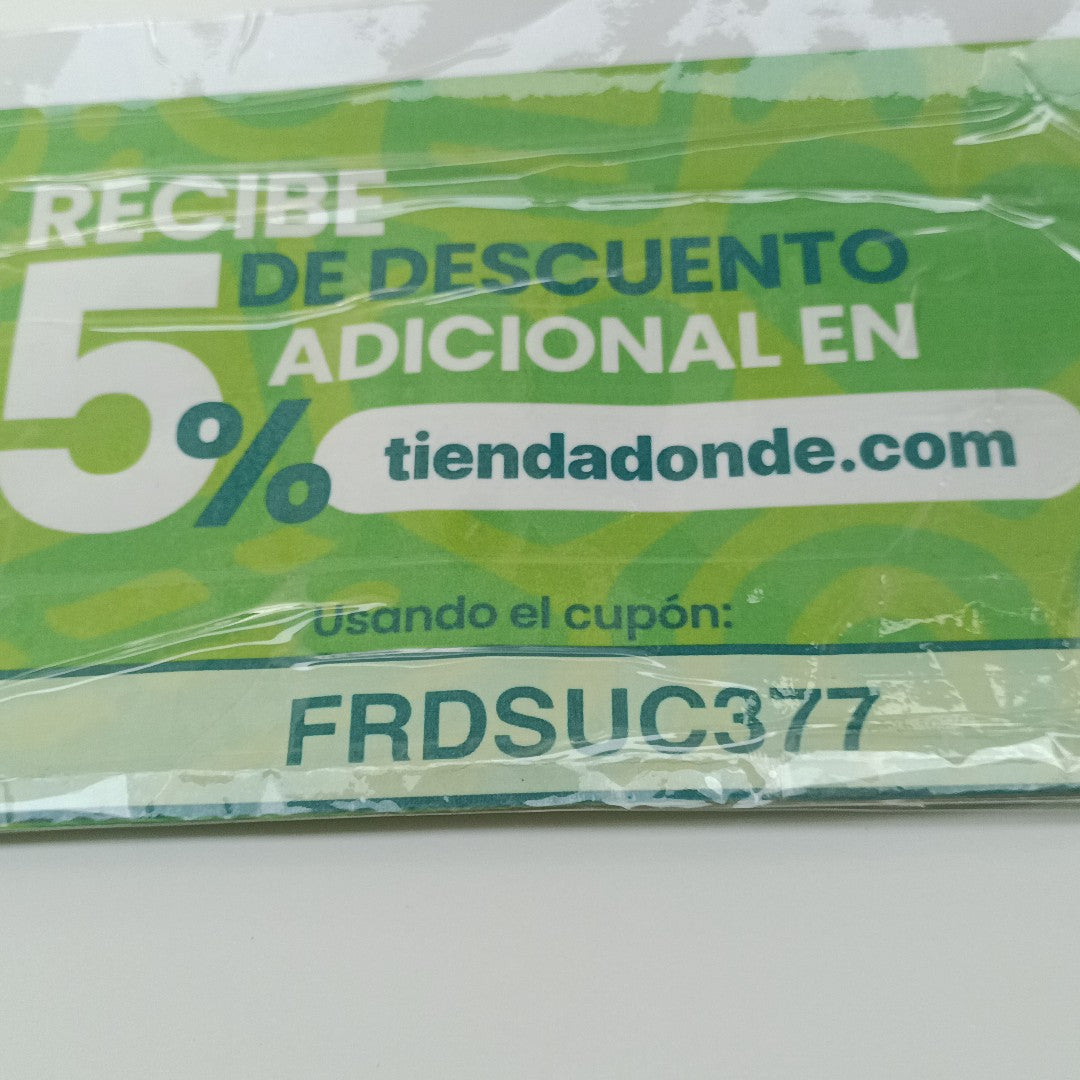 RECIBE
5% DE DESCUENTO
ADICIONAL EN
tiendadonde.com
Usando el cupón:
FRDSUC377